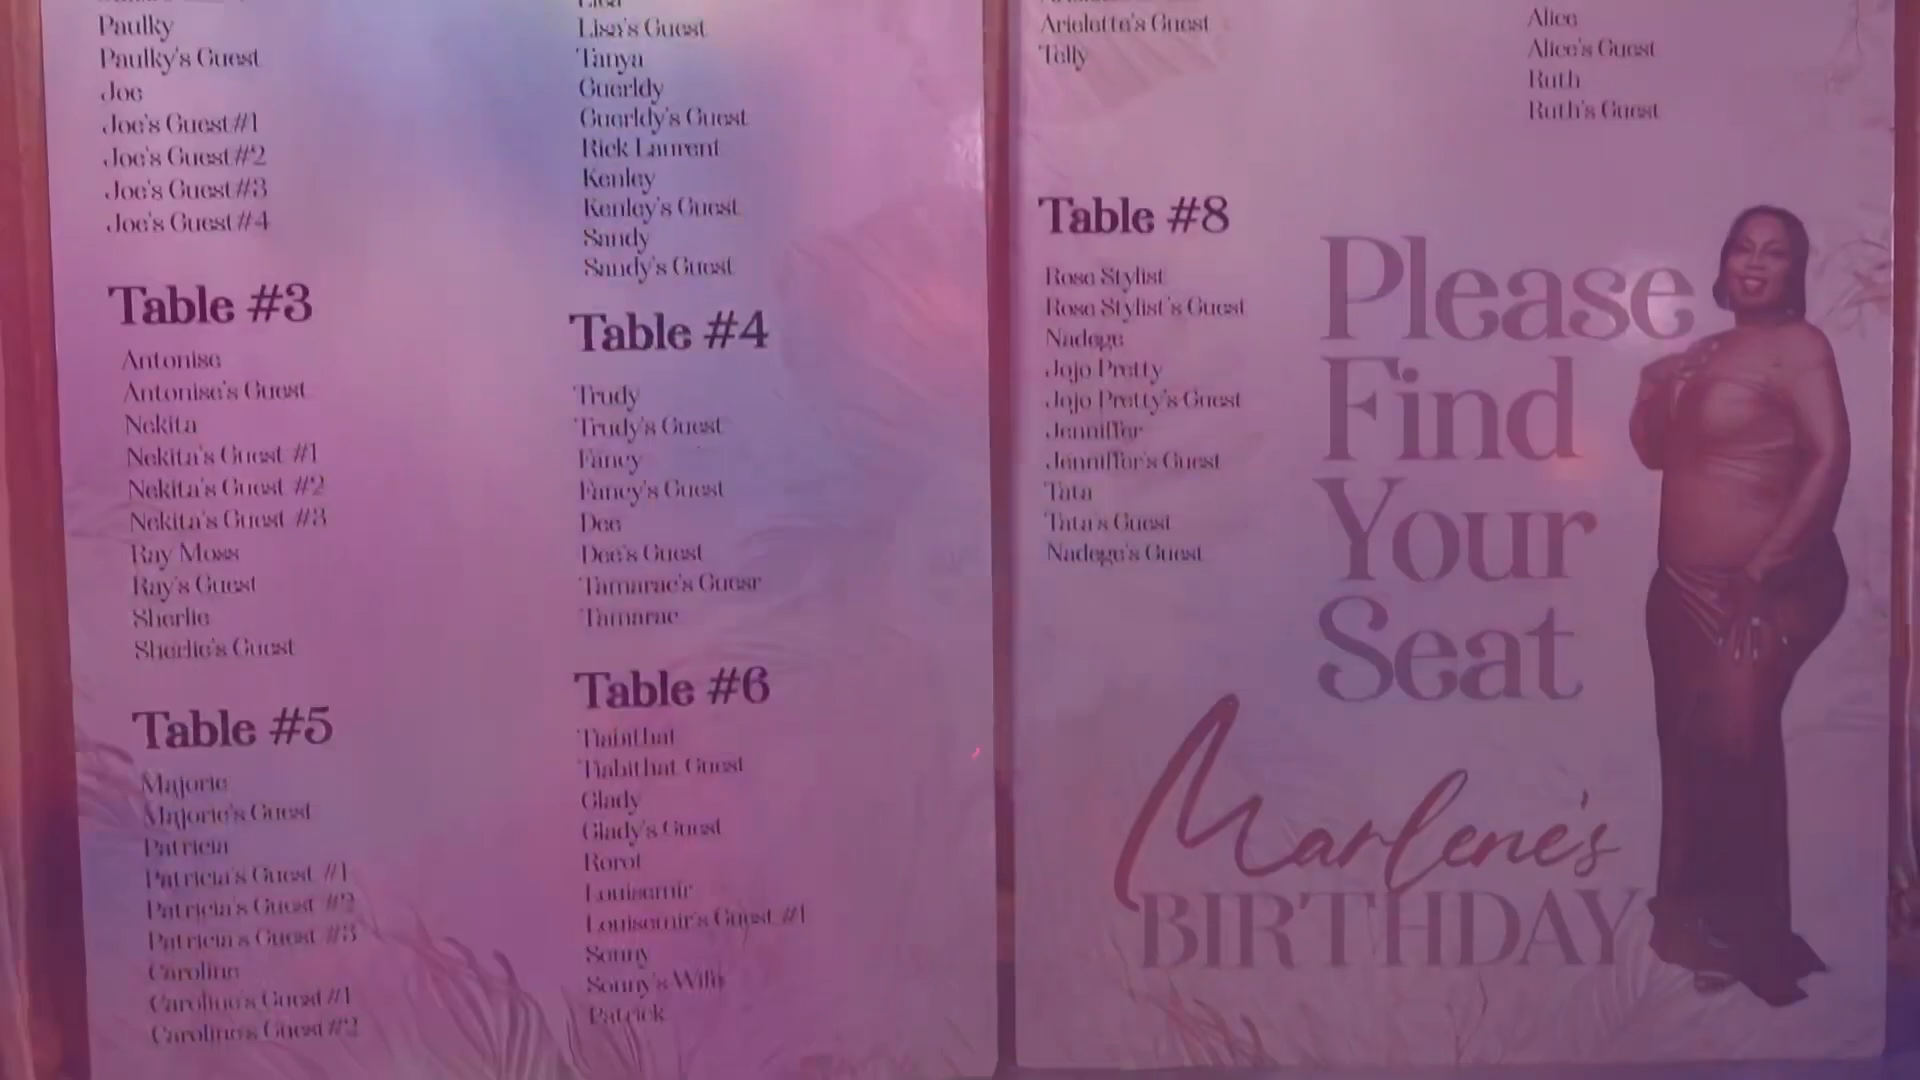 Paulky
Paulky's Guest
Joe
Joe's Guest#1
Joe's Guest#2
Joe's Guest#3
Joe's Guest#4
Table #3
Antonise
Antonise's Guest
Nekita
Nekita's Guest #1
Nekita's Guest #2
Nekita's Guest #3
Ray Moss
Ray's Guest
Sherlie
Sherlie's Guest
Table #5
Majorie
Majorie's Guest
Patricia
Patricia's Guest #1
Patricia's Guest #2
Patricia's Guest #3
Caroline
Caroline's Guest #1
Caroline's Guest #2
Lisa's Guest
Tanya
Guerldy
Guerldy's Guest
Rick Laurent
Kenley
Kenley's Guest
Sandy
Sandy's Guest
Table #4
Trudy
Trudy's Guest
Fancy
Fancy's Guest
Dee
Dee's Guest
Tamarae's Guesr
Tamarae
Table #6
Tiabithat
Tiabithat Guest
Glady
Glady's Guest
Rorot
Louisemir
Louisemir's Guest #1
Sonny
Sonny's Wife
Patrick
Arielotte's Guest
Telly
Table #8
Rose Stylist
Rose Stylist's Guest
Nadege
Jojo Pretty
Jojo Pretty's Guest
Jenniffer
Jenniffer's Guest
Tata
Tata's Guest
Nadege's Guest
Alice
Alice's Guest
Ruth
Ruth's Guest
Please
Find
Your
Seat
Marlene's
BIRTHDAY